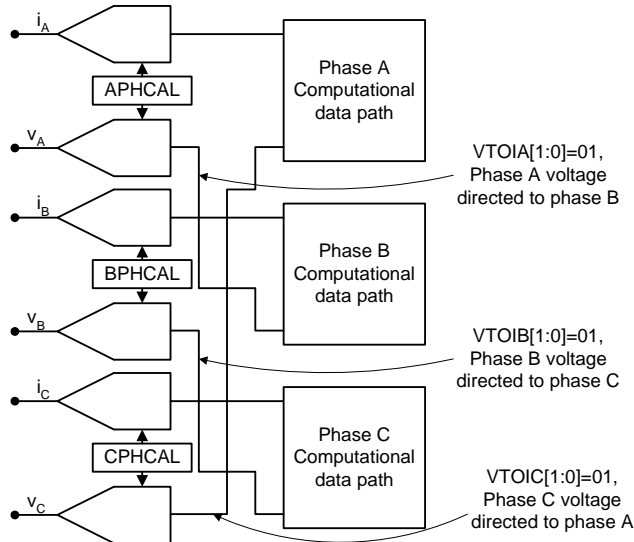 iA
Phase A
Computational
data path
APHCAL
vA
VTOIA[1:0]=01,
Phase A voltage
directed to phase B
iB
Phase B
Computational
data path
BPHCAL
vB
VTOIB[1:0]=01,
Phase B voltage
directed to phase C
iC
Phase C
Computational
data path
CPHCAL
vC
VTOIC[1:0]=01,
Phase C voltage
directed to phase A